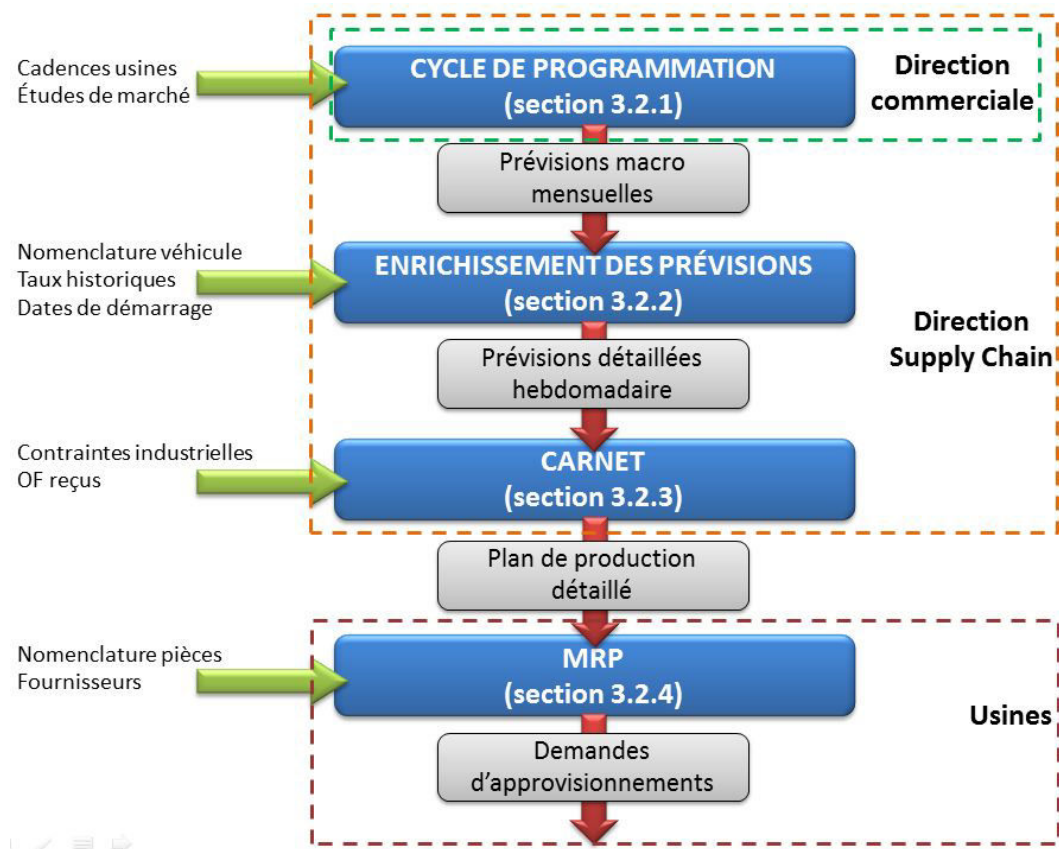 Cadences usines
Études de marché
CYCLE DE PROGRAMMATION
(section 3.2.1)
Direction
commerciale
Prévisions macro
mensuelles
Nomenclature véhicule
Taux historiques
Dates de démarrage
ENRICHISSEMENT DES PRÉVISIONS
(section 3.2.2)
Direction
Supply Chain
Prévisions détaillées
hebdomadaire
Contraintes industrielles
OF reçus
CARNET
(section 3.2.3)
Plan de production
détaillé
Nomenclature pièces
Fournisseurs
MRP
(section 3.2.4)
Usines
Demandes
d'approvisionnements